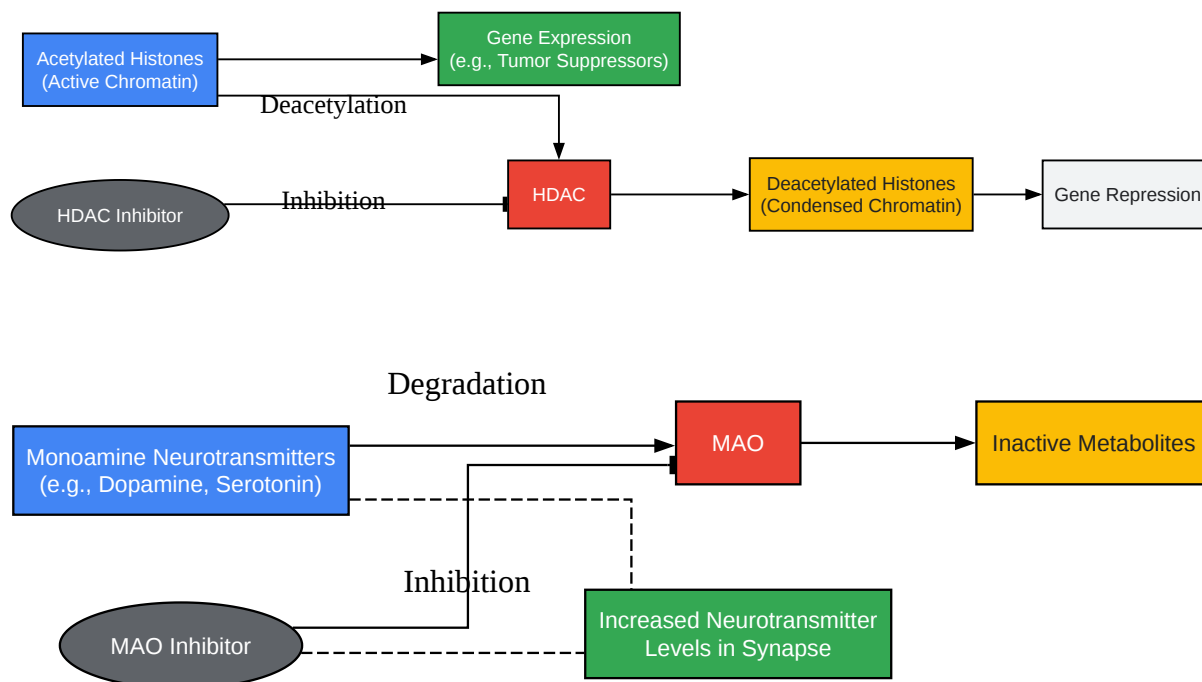 Acetylated Histones
(Active Chromatin)
Gene Expression
(e.g., Tumor Suppressors)
Deacetylation
HDAC Inhibitor
Inhibition
HDAC
Deacetylated Histones
(Condensed Chromatin)
Gene Repression
Degradation
Monoamine Neurotransmitters
(e.g., Dopamine, Serotonin)
MAO
Inactive Metabolites
Inhibition
MAO Inhibitor
Increased Neurotransmitter
Levels in Synapse